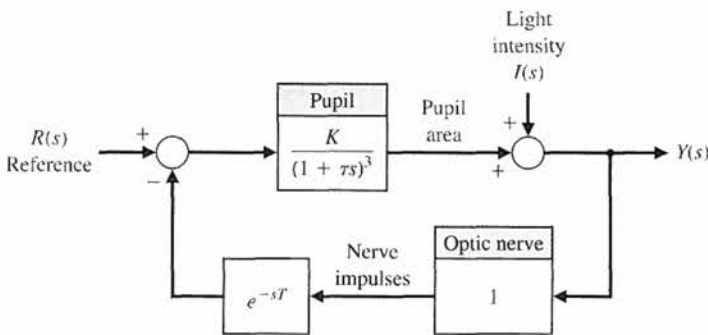 Light
intensity
I(s)
Pupil
K
(1 + τs)³
Pupil
area
R(s)
Reference
+
−
+
+
Y(s)
Optic nerve
1
Nerve
impulses
e⁻ˢᵀ